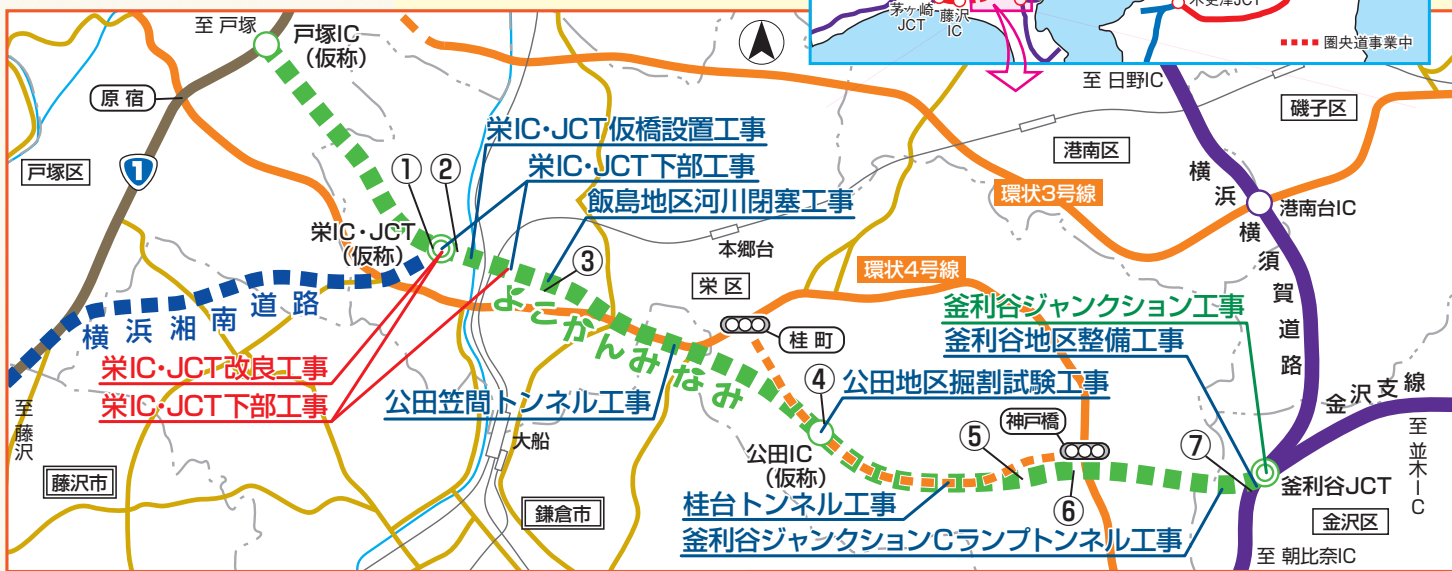 茅ヶ崎
JCT
藤沢
IC
木更津JCT
圏央道事業中
至 戸塚
戸塚IC
(仮称)
至 日野IC
原 宿
磯子区
栄IC・JCT仮橋設置工事
港南区
戸塚区
1
①
②
栄IC・JCT下部工事
横浜横須賀道路
飯島地区河川閉塞工事
環状3号線
港南台IC
栄IC・JCT
(仮称)
本郷台
③
環状4号線
栄 区
横浜湘南道路
よこかんみなみ
釜利谷ジャンクション工事
桂 町
釜利谷地区整備工事
栄IC・JCT改良工事
④
公田地区掘割試験工事
栄IC・JCT下部工事
公田笠間トンネル工事
金沢支線
至 藤沢
大船
神戸橋
至 並木IC
公田IC
(仮称)
⑤
⑦
藤沢市
釜利谷JCT
鎌倉市
桂台トンネル工事
⑥
金沢区
釜利谷ジャンクションCランプトンネル工事
至 朝比奈IC